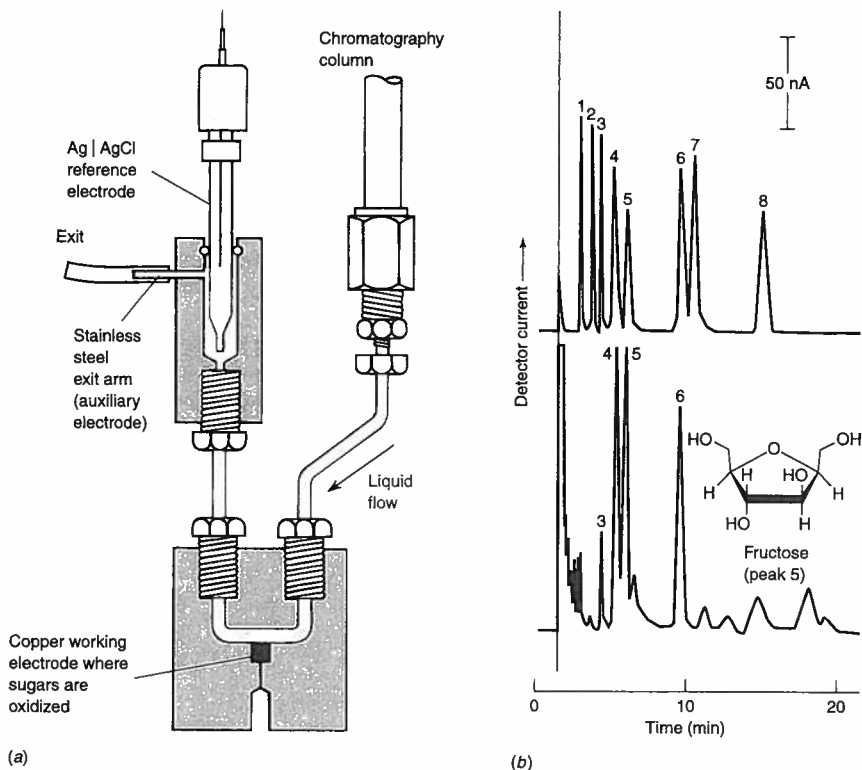 Chromatography
column
Ag | AgCl
reference
electrode
Exit
Stainless
steel
exit arm
(auxiliary
electrode)
Liquid
flow
Copper working
electrode where
sugars are
oxidized
(a)
50 nA
1
2
3
4
5
6
7
8
Detector current
4
5
6
3
HO
O
OH
H
H
HO
H
HO
H
Fructose
(peak 5)
0
10
20
Time (min)
(b)